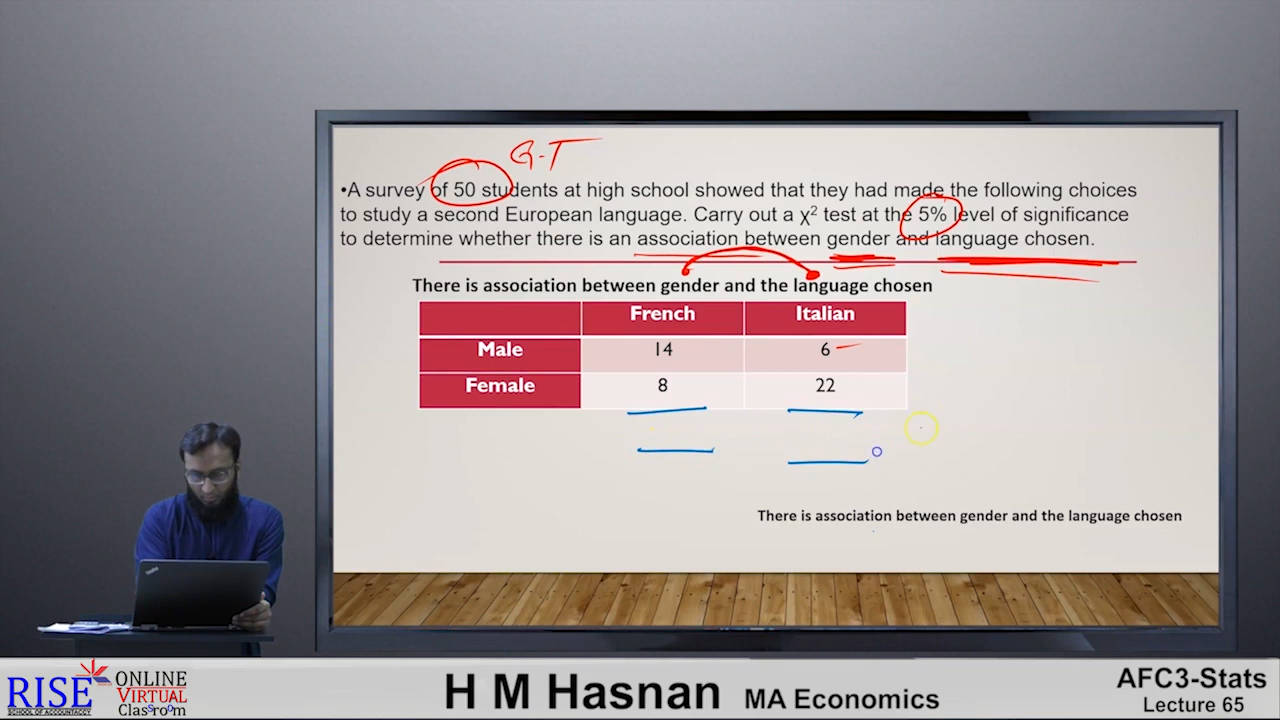 G-T
•A survey of 50 students at high school showed that they had made the following choices
to study a second European language. Carry out a χ² test at the 5% level of significance
to determine whether there is an association between gender and language chosen.
There is association between gender and the language chosen
French Italian
Male 14 6
Female 8 22
There is association between gender and the language chosen
RISE
SCHOOL OF ACCOUNTANCY
ONLINE
VIRTUAL
Classroom
H M Hasnan MA Economics
AFC3-Stats
Lecture 65